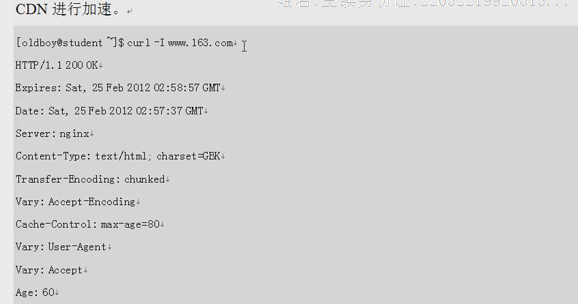 CDN 进行加速。
[oldboy@student ~]$ curl -I www.163.com
HTTP/1.1 200 OK
Expires: Sat, 25 Feb 2012 02:58:57 GMT
Date: Sat, 25 Feb 2012 02:57:37 GMT
Server: nginx
Content-Type: text/html; charset=GBK
Transfer-Encoding: chunked
Vary: Accept-Encoding
Cache-Control: max-age=80
Vary: User-Agent
Vary: Accept
Age: 60